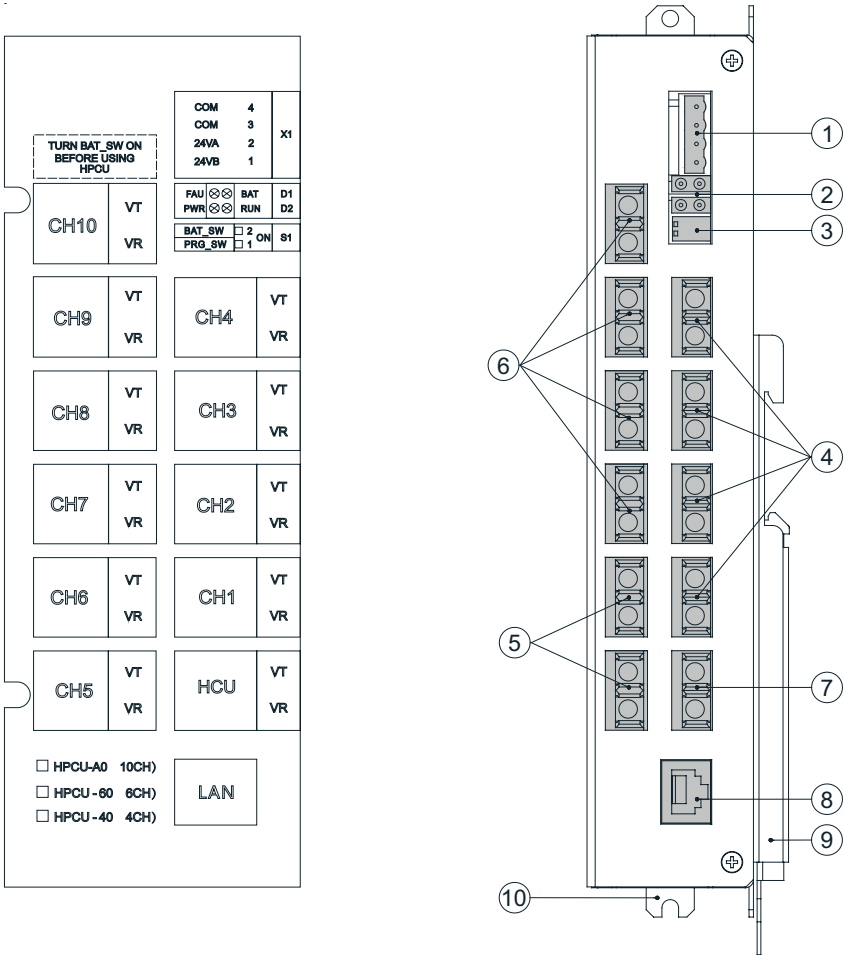 COM 4
COM 3
24VA 2
24VB 1
X1
TURN BAT_SW ON
BEFORE USING
HPCU
FAU BAT D1
PWR RUN D2
BAT_SW 2
PRG_SW 1
ON
S1
CH10
VT
VR
CH9
VT
VR
CH4
VT
VR
CH8
VT
VR
CH3
VT
VR
CH7
VT
VR
CH2
VT
VR
CH6
VT
VR
CH1
VT
VR
CH5
VT
VR
HCU
VT
VR
HPCU-A0 10CH)
HPCU-60 6CH)
HPCU-40 4CH)
LAN
1
2
3
6
4
5
7
8
9
10